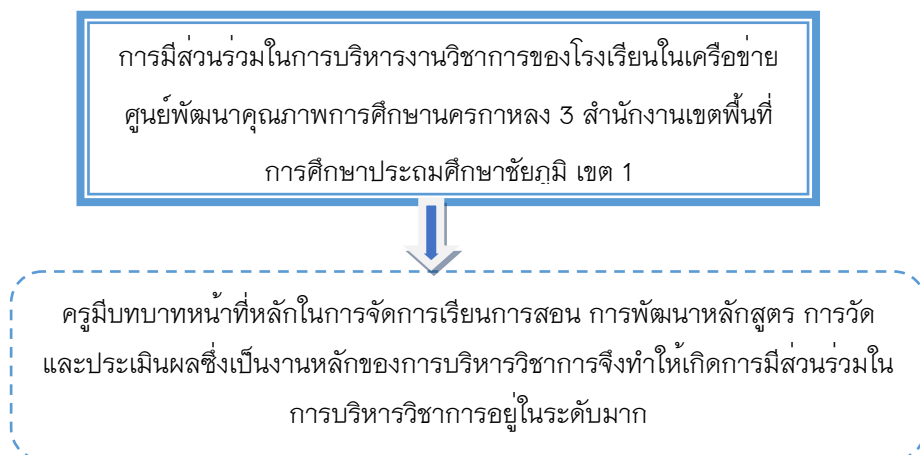 การมีส่วนร่วมในการบริหารงานวิชาการของโรงเรียนในเครือข่าย
ศูนย์พัฒนาคุณภาพการศึกษานครกาหลง 3 สำนักงานเขตพื้นที่
การศึกษาประถมศึกษาชัยภูมิ เขต 1
ครูมีบทบาทหน้าที่หลักในการจัดการเรียนการสอน การพัฒนาหลักสูตร การวัด
และประเมินผลซึ่งเป็นงานหลักของการบริหารวิชาการจึงทำให้เกิดการมีส่วนร่วมใน
การบริหารวิชาการอยู่ในระดับมาก